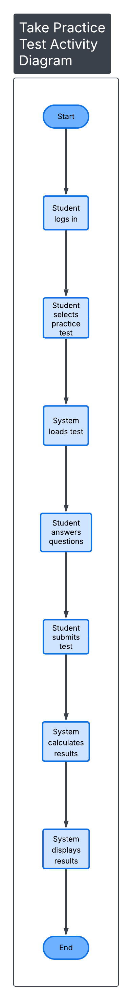 Take Practice
Test Activity
Diagram
Start
Student
logs in
Student
selects
practice
test
System
loads test
Student
answers
questions
Student
submits
test
System
calculates
results
System
displays
results
End